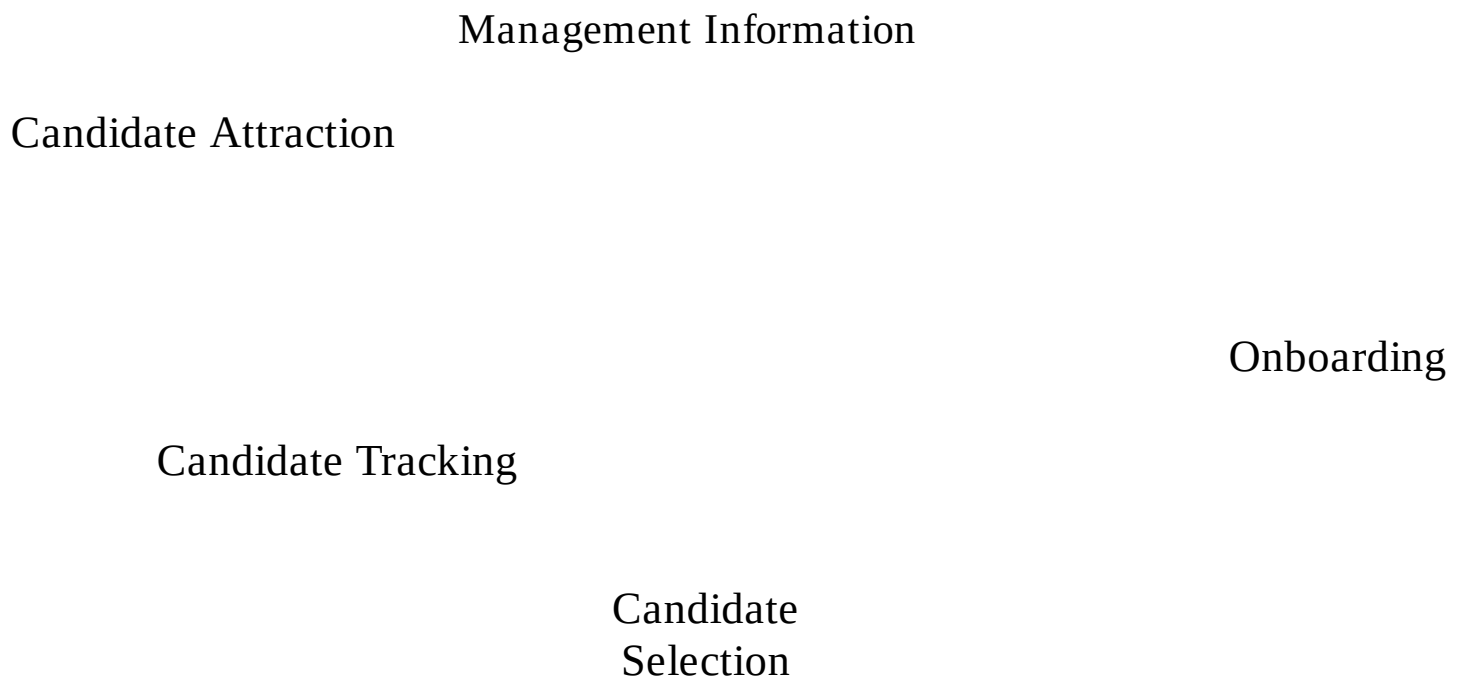 Management Information
Candidate Attraction
Onboarding
Candidate Tracking
Candidate
Selection